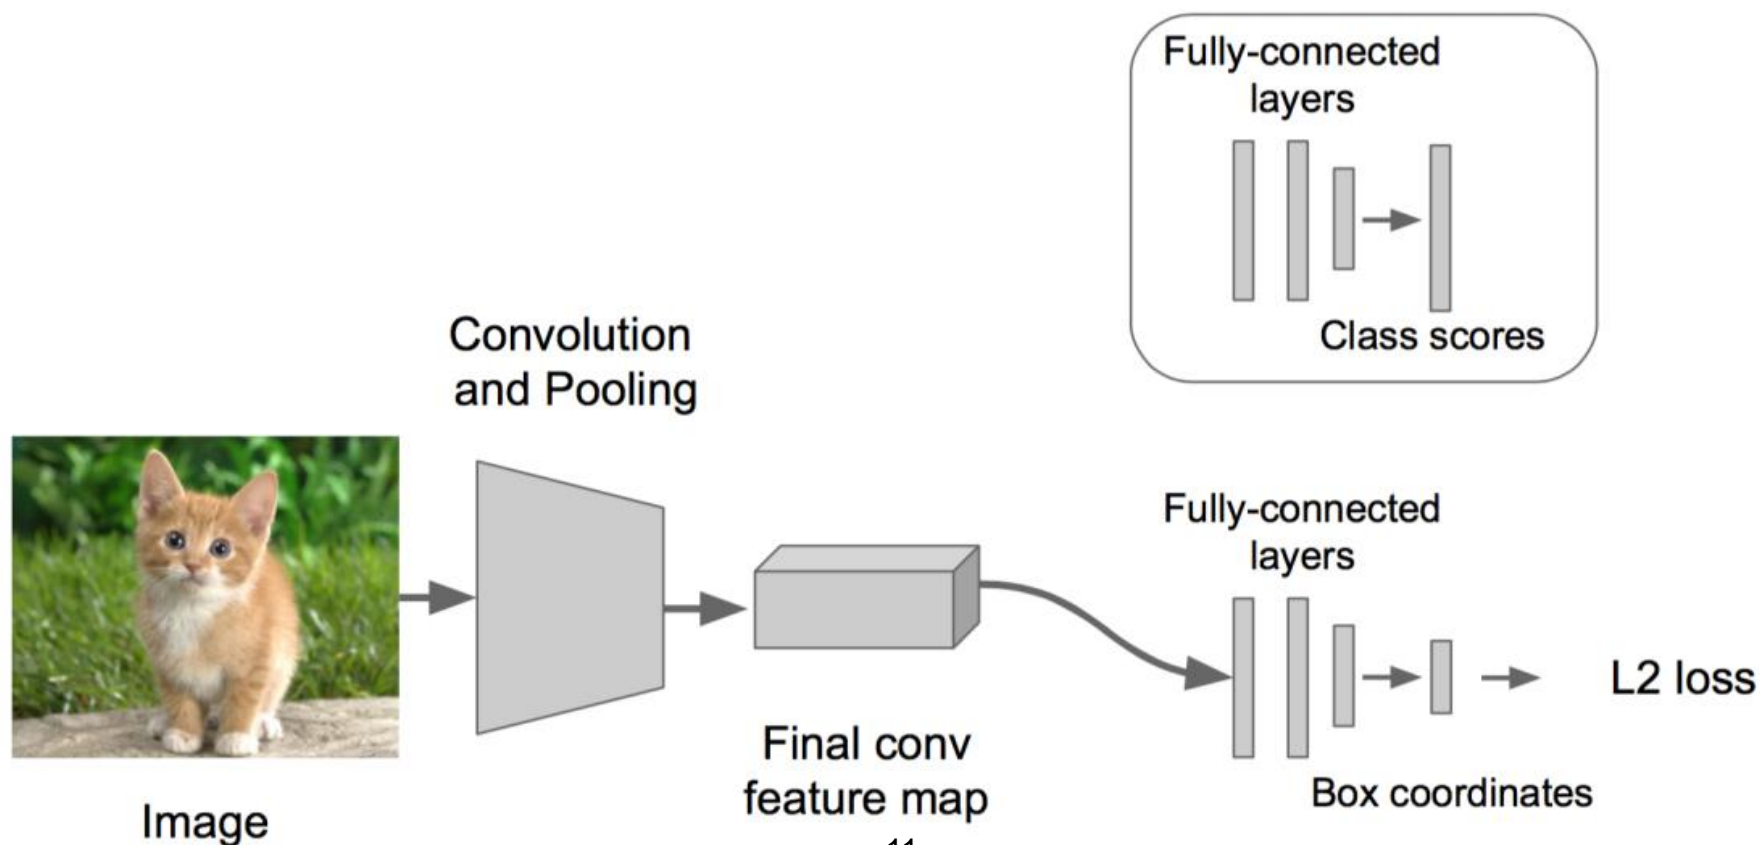 Fully-connected
layers
Class scores
Convolution
and Pooling
Fully-connected
layers
L2 loss
Final conv
feature map
Box coordinates
Image
11